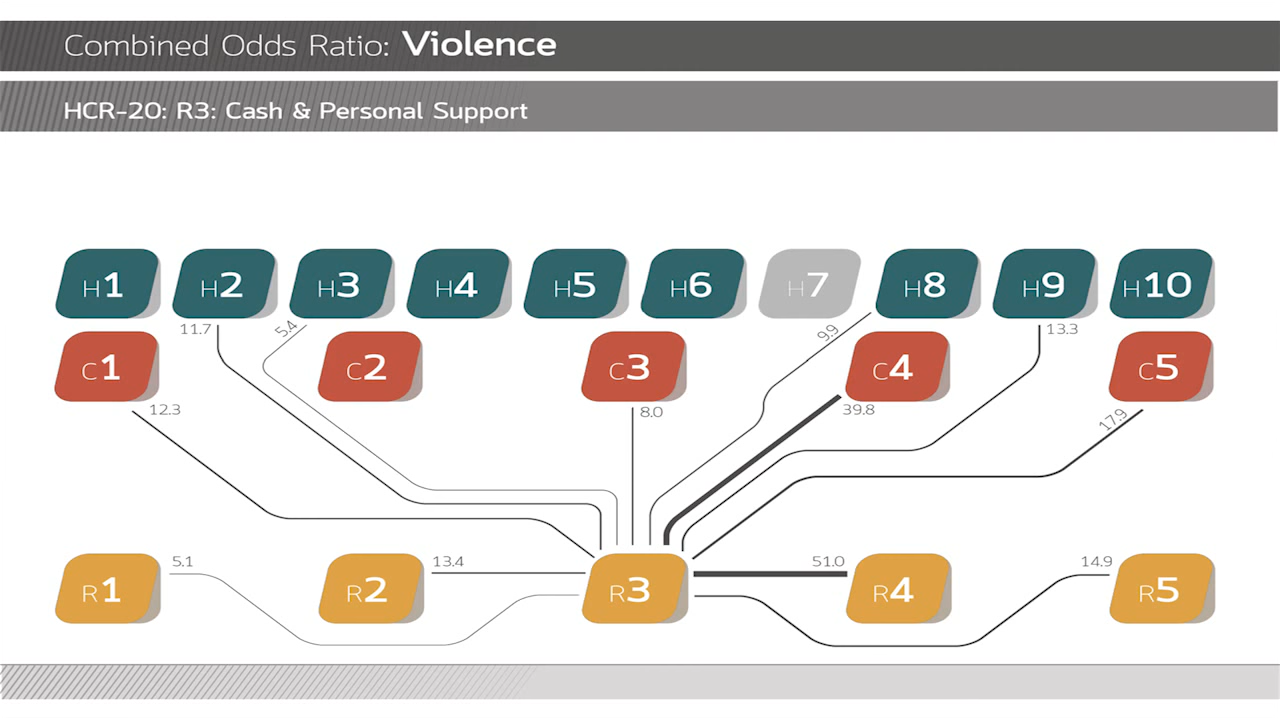 Combined Odds Ratio: Violence
HCR-20: R3: Cash & Personal Support
H1 H2 H3 H4 H5 H6 H7 H8 H9 H10
11.7 5.4 9.9 13.3
C1 C2 C3 C4 C5
12.3 8.0 39.8 17.9
5.1 13.4 51.0 14.9
R1 R2 R3 R4 R5